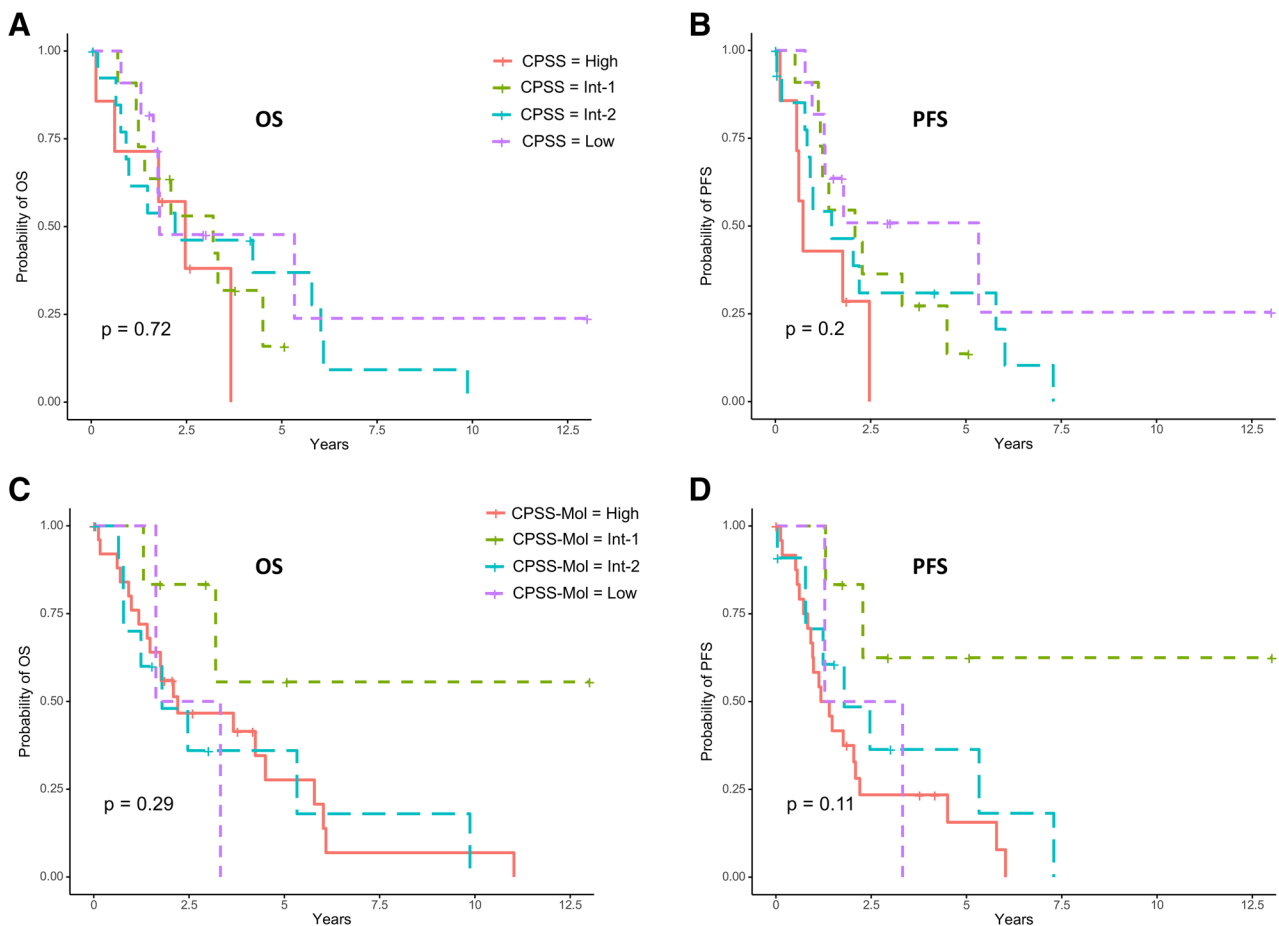 A
OS
CPSS = High
CPSS = Int-1
CPSS = Int-2
CPSS = Low
Probability of OS
1.00
0.75
0.50
0.25
0.00
p = 0.72
0 2.5 5 7.5 10 12.5
Years
B
PFS
Probability of PFS
1.00
0.75
0.50
0.25
0.00
p = 0.2
0 2.5 5 7.5 10 12.5
Years
C
OS
CPSS-Mol = High
CPSS-Mol = Int-1
CPSS-Mol = Int-2
CPSS-Mol = Low
Probability of OS
1.00
0.75
0.50
0.25
0.00
p = 0.29
0 2.5 5 7.5 10 12.5
Years
D
PFS
Probability of PFS
1.00
0.75
0.50
0.25
0.00
p = 0.11
0 2.5 5 7.5 10 12.5
Years